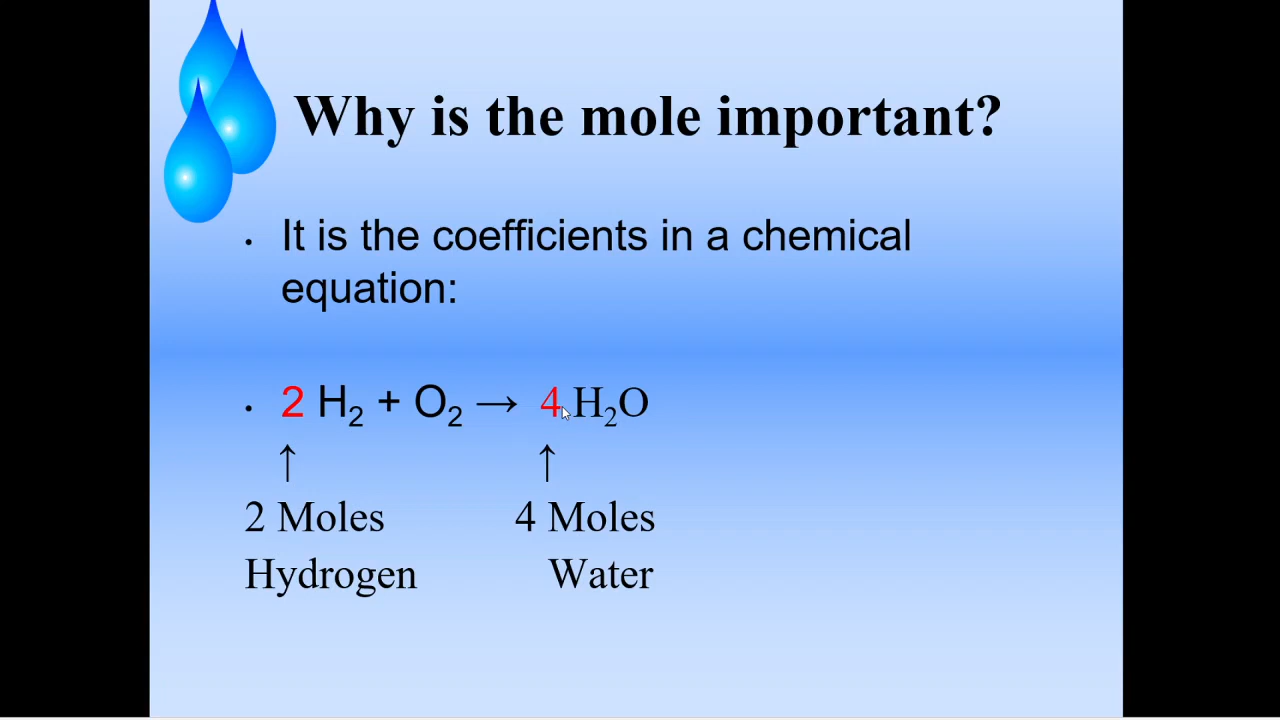 Why is the mole important?
• It is the coefficients in a chemical
equation:
• 2 H₂ + O₂ → 4 H₂O
↑ ↑
2 Moles 4 Moles
Hydrogen Water